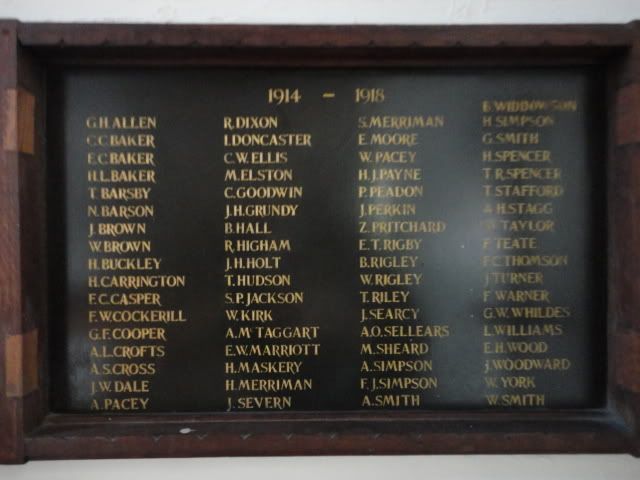 1914 - 1918
G.H. ALLEN
C.C. BAKER
E.C. BAKER
H.L. BAKER
T. BARSBY
N. BARSON
J. BROWN
W. BROWN
H. BUCKLEY
H. CARRINGTON
F.C. CASPER
F.W. COCKERILL
G.F. COOPER
A.L. CROFTS
A.S. CROSS
J.W. DALE
A. PACEY
R. DIXON
I. DONCASTER
C.W. ELLIS
M. ELSTON
C. GOODWIN
J.H. GRUNDY
B. HALL
R. HIGHAM
J.H. HOLT
T. HUDSON
S.P. JACKSON
W. KIRK
A. McTAGGART
E.W. MARRIOTT
H. MASKERY
H. MERRIMAN
J. SEVERN
S. MERRIMAN
E. MOORE
W. PACEY
H.J. PAYNE
P. PEADON
J. PERKIN
Z. PRITCHARD
E.T. RIGBY
B. RIGLEY
W. RIGLEY
T. RILEY
J. SEARCY
A.O. SELLEARS
M. SHEARD
A. SIMPSON
F.J. SIMPSON
A. SMITH
B. WIDDOWSON
H. SIMPSON
G. SMITH
H. SPENCER
T.R. SPENCER
T. STAFFORD
A.H. STAGG
W. TAYLOR
F. TEATE
F.C. THOMSON
J. TURNER
F. WARNER
G.W. WHILDES
L. WILLIAMS
E.H. WOOD
J. WOODWARD
W. YORK
W. SMITH